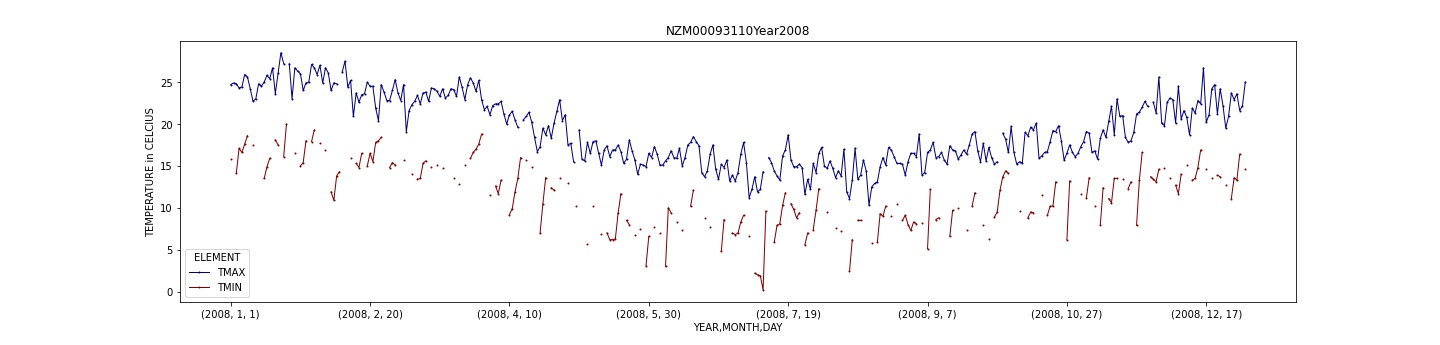 NZM00093110Year2008
TEMPERATURE in CELCIUS
25
20
15
10
5
0
ELEMENT
TMAX
TMIN
(2008, 1, 1) (2008, 2, 20) (2008, 4, 10) (2008, 5, 30) (2008, 7, 19) (2008, 9, 7) (2008, 10, 27) (2008, 12, 17)
YEAR,MONTH,DAY